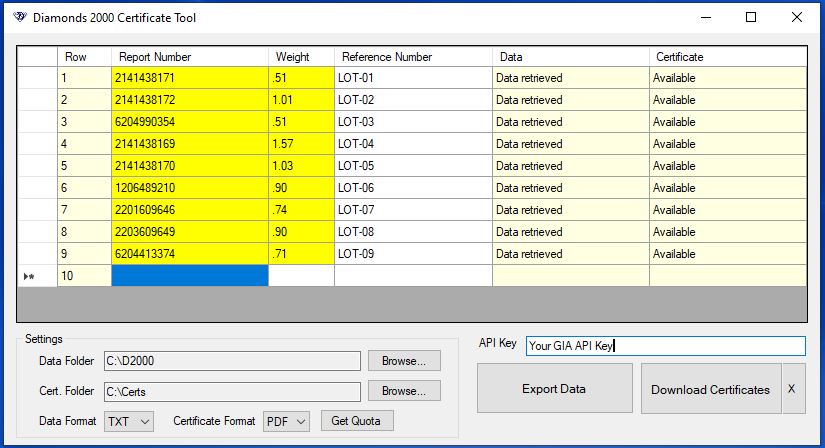 Diamonds 2000 Certificate Tool
Row Report Number Weight Reference Number Data Certificate
1 2141438171 .51 LOT-01 Data retrieved Available
2 2141438172 1.01 LOT-02 Data retrieved Available
3 6204990354 .51 LOT-03 Data retrieved Available
4 2141438169 1.57 LOT-04 Data retrieved Available
5 2141438170 1.03 LOT-05 Data retrieved Available
6 1206489210 .90 LOT-06 Data retrieved Available
7 2201609646 .74 LOT-07 Data retrieved Available
8 2203609649 .90 LOT-08 Data retrieved Available
9 6204413374 .71 LOT-09 Data retrieved Available
10
Settings
Data Folder C:\D2000 Browse...
Cert. Folder C:\Certs Browse...
Data Format TXT Certificate Format PDF Get Quota
API Key Your GIA API Key
Export Data Download Certificates X